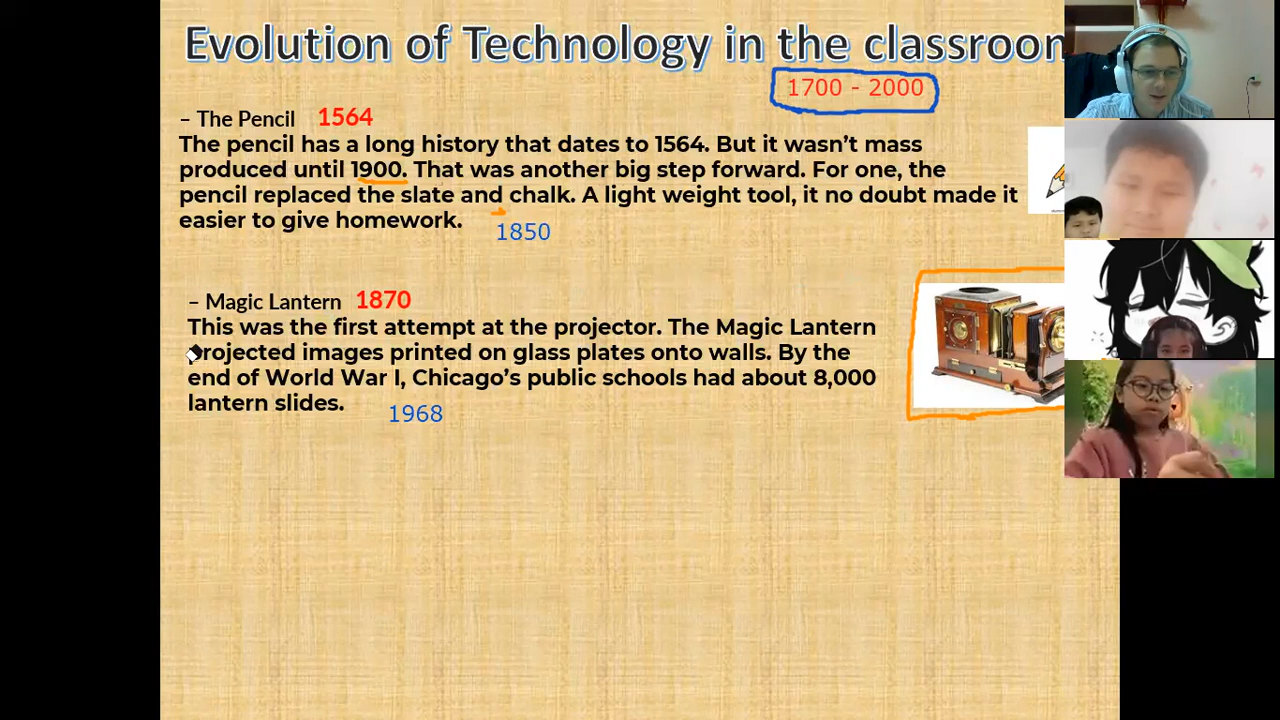 Evolution of Technology in the classroom
1700 - 2000
– The Pencil 1564
The pencil has a long history that dates to 1564. But it wasn’t mass
produced until 1900. That was another big step forward. For one, the
pencil replaced the slate and chalk. A light weight tool, it no doubt made it
easier to give homework.
1850
– Magic Lantern 1870
This was the first attempt at the projector. The Magic Lantern
projected images printed on glass plates onto walls. By the
end of World War I, Chicago’s public schools had about 8,000
lantern slides.
1968